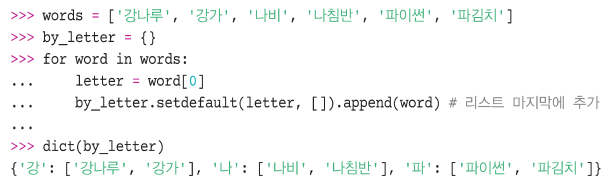 >>> words = ['강나루', '강가', '나비', '나침반', '파이썬', '파김치']
>>> by_letter = {}
>>> for word in words:
...     letter = word[0]
...     by_letter.setdefault(letter, []).append(word) # 리스트 마지막에 추가
...
>>> dict(by_letter)
{'강': ['강나루', '강가'], '나': ['나비', '나침반'], '파': ['파이썬', '파김치']}